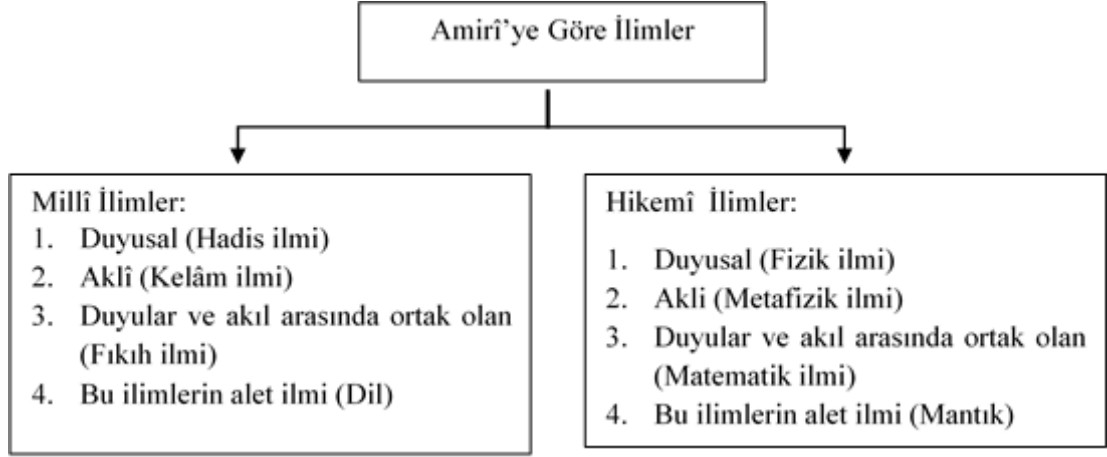 Amirî’ye Göre İlimler
Millî İlimler:
1. Duyusal (Hadis ilmi)
2. Aklî (Kelâm ilmi)
3. Duyular ve akıl arasında ortak olan
(Fıkıh ilmi)
4. Bu ilimlerin alet ilmi (Dil)
Hikemî İlimler:
1. Duyusal (Fizik ilmi)
2. Akli (Metafizik ilmi)
3. Duyular ve akıl arasında ortak olan
(Matematik ilmi)
4. Bu ilimlerin alet ilmi (Mantık)